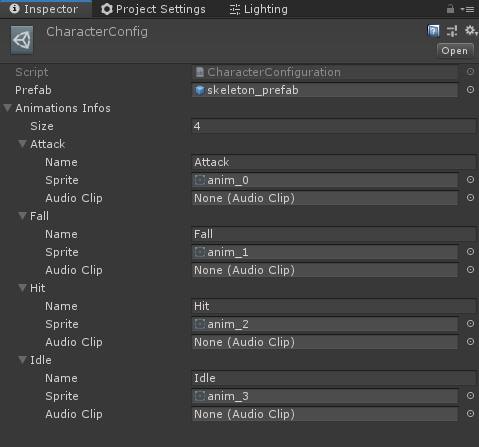 Inspector Project Settings Lighting
CharacterConfig
Open
Script CharacterConfiguration
Prefab skeleton_prefab
Animations Infos
Size 4
Attack
Name Attack
Sprite anim_0
Audio Clip None (Audio Clip)
Fall
Name Fall
Sprite anim_1
Audio Clip None (Audio Clip)
Hit
Name Hit
Sprite anim_2
Audio Clip None (Audio Clip)
Idle
Name Idle
Sprite anim_3
Audio Clip None (Audio Clip)